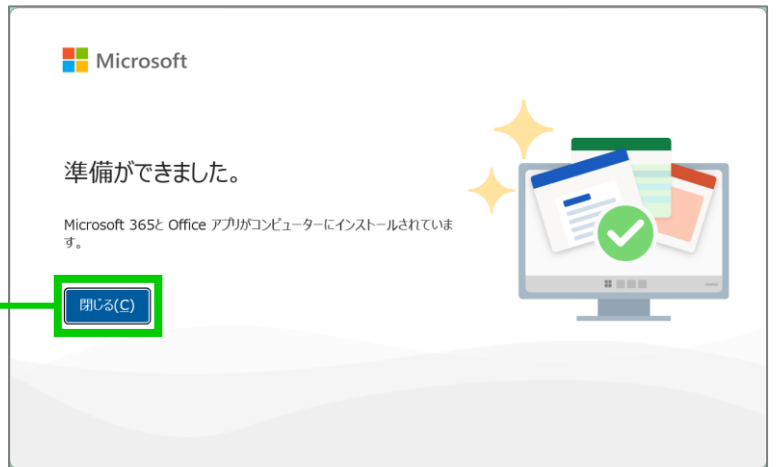 Microsoft
準備ができました。
Microsoft 365と Office アプリがコンピューターにインストールされていま
す。
閉じる(C)